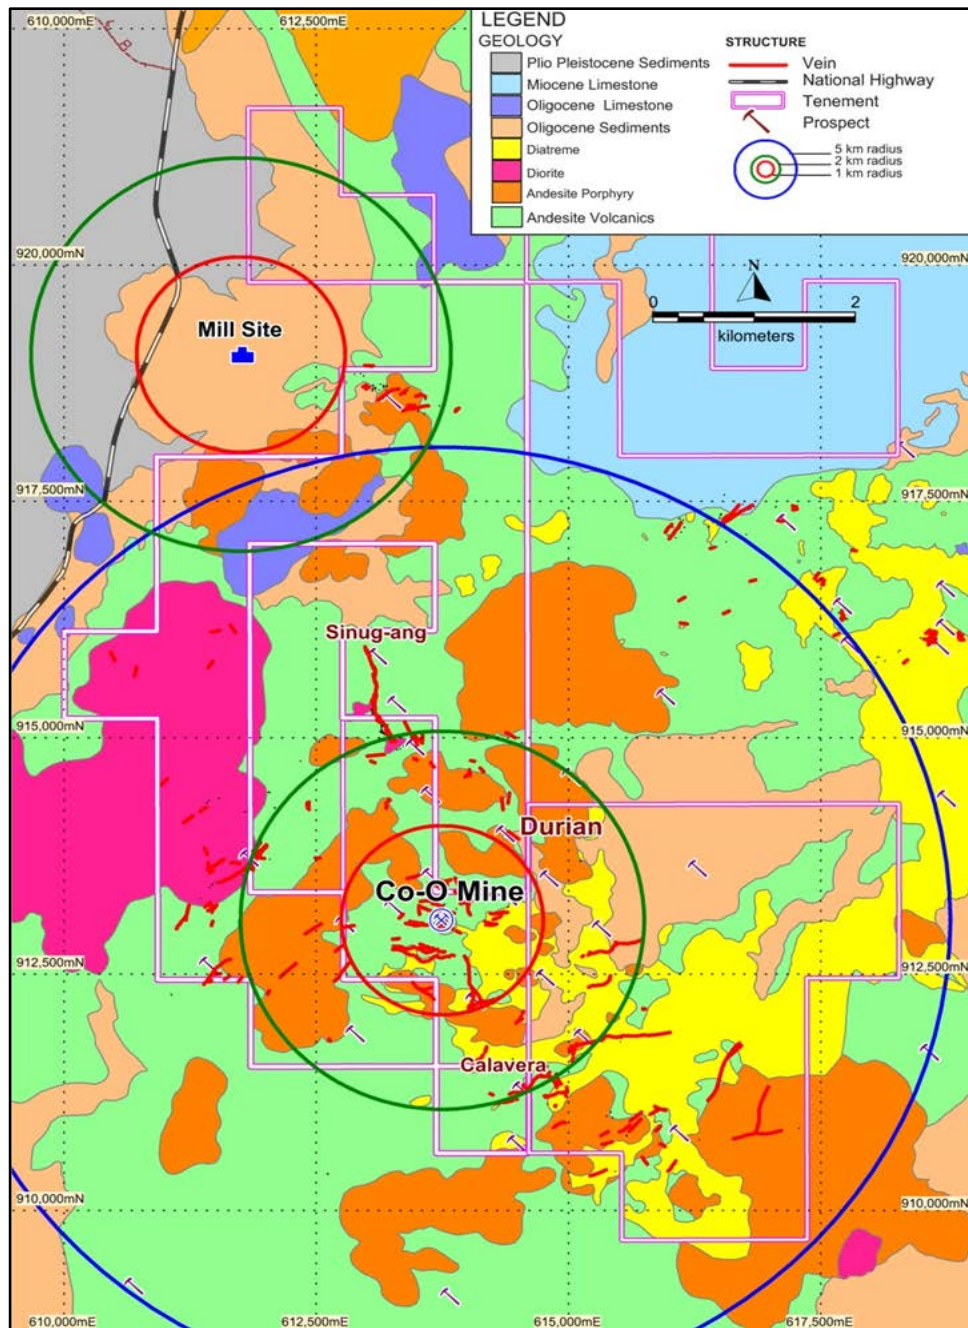 610,000mE
612,500mE
LEGEND
GEOLOGY
Plio Pleistocene Sediments
Miocene Limestone
Oligocene Limestone
Oligocene Sediments
Diatreme
Diorite
Andesite Porphyry
Andesite Volcanics
STRUCTURE
Vein
National Highway
Tenement
Prospect
5 km radius
2 km radius
1 km radius
920,000mN
920,000mN
N
0 2
kilometers
Mill Site
917,500mN
917,500mN
Sinug-ang
915,000mN
915,000mN
Durian
Co-O Mine
912,500mN
912,500mN
Calavera
910,000mN
910,000mN
610,000mE
612,500mE
615,000mE
617,500mE